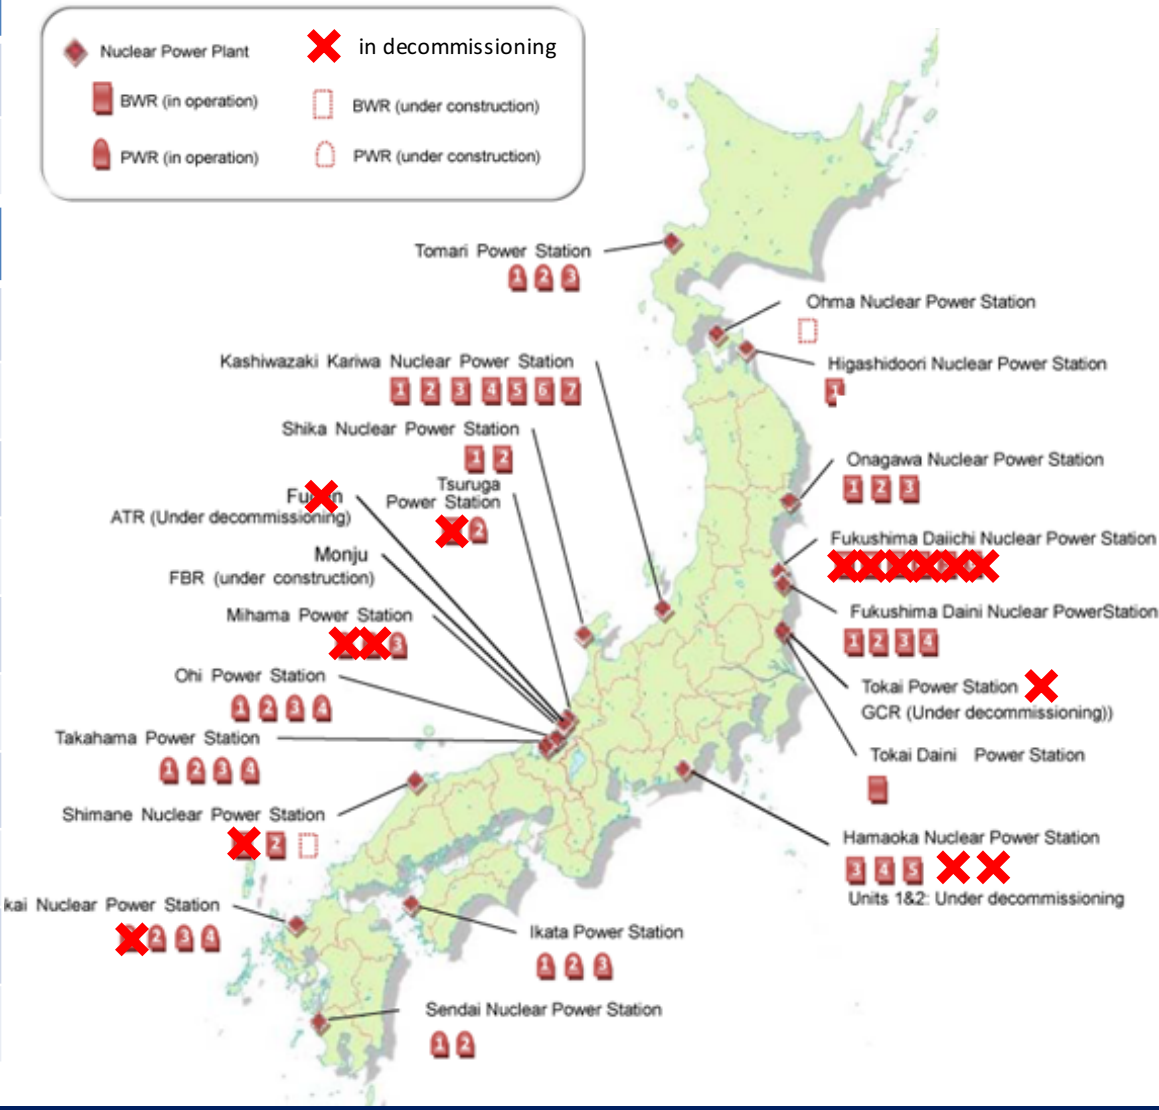 Nuclear Power Plant
in decommissioning
BWR (in operation)
BWR (under construction)
PWR (in operation)
PWR (under construction)
Tomari Power Station
1 2 3
Ohma Nuclear Power Station
Higashidoori Nuclear Power Station
1
Kashiwazaki Kariwa Nuclear Power Station
1 2 3 4 5 6 7
Shika Nuclear Power Station
1 2
Tsuruga
Power Station
2
ATR (Under decommissioning)
Monju
FBR (under construction)
Mihama Power Station
3
Ohi Power Station
1 2 3 4
Takahama Power Station
1 2 3 4
Shimane Nuclear Power Station
2
kai Nuclear Power Station
2 3 4
Onagawa Nuclear Power Station
1 2 3
Fukushima Daiichi Nuclear Power Station
Fukushima Daini Nuclear PowerStation
1 2 3 4
Tokai Power Station
GCR (Under decommissioning))
Tokai Daini Power Station
Hamaoka Nuclear Power Station
3 4 5
Units 1&2: Under decommissioning
Ikata Power Station
1 2 3
Sendai Nuclear Power Station
1 2